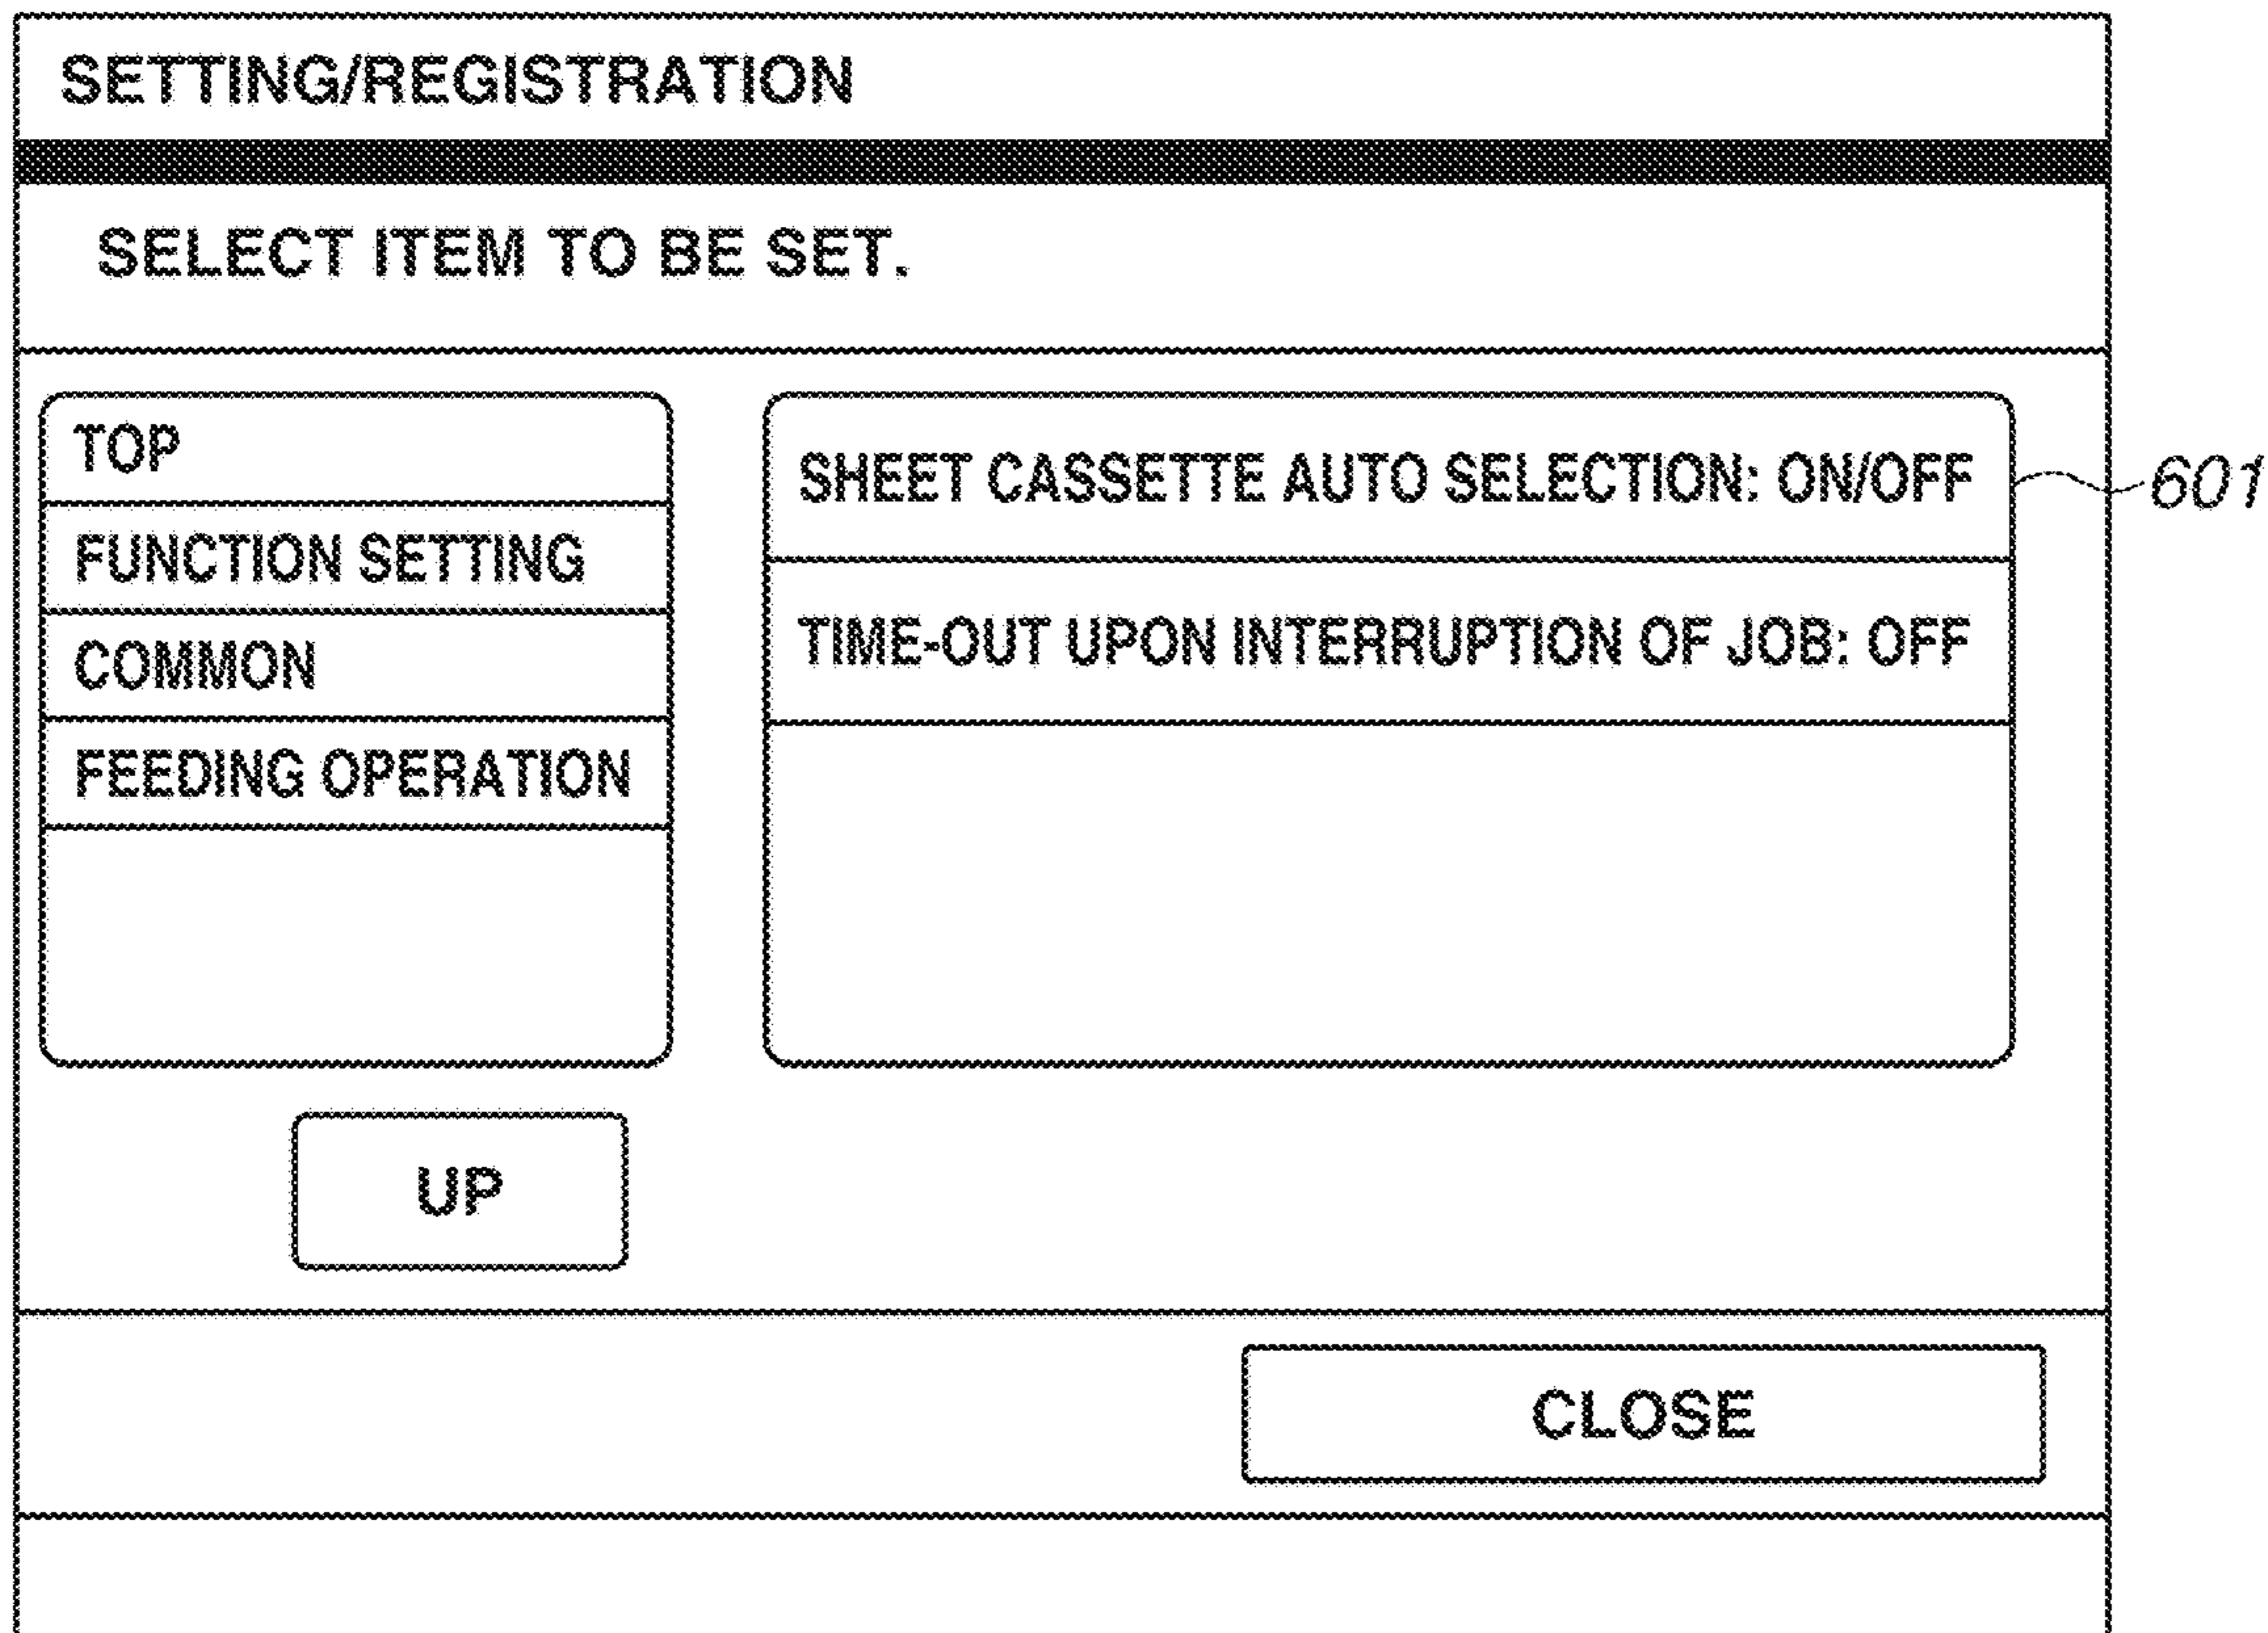 SETTING/REGISTRATION
SELECT ITEM TO BE SET.
TOP
FUNCTION SETTING
COMMON
FEEDING OPERATION
SHEET CASSETTE AUTO SELECTION: ON/OFF
TIME-OUT UPON INTERRUPTION OF JOB: OFF
601
UP
CLOSE